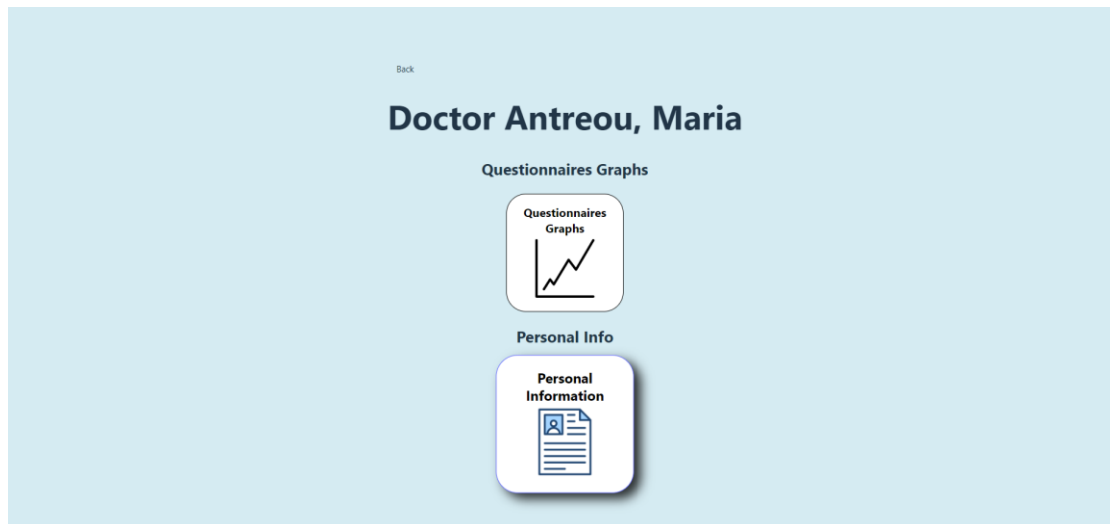 Back
Doctor Antreou, Maria
Questionnaires Graphs
Questionnaires
Graphs
Personal Info
Personal
Information